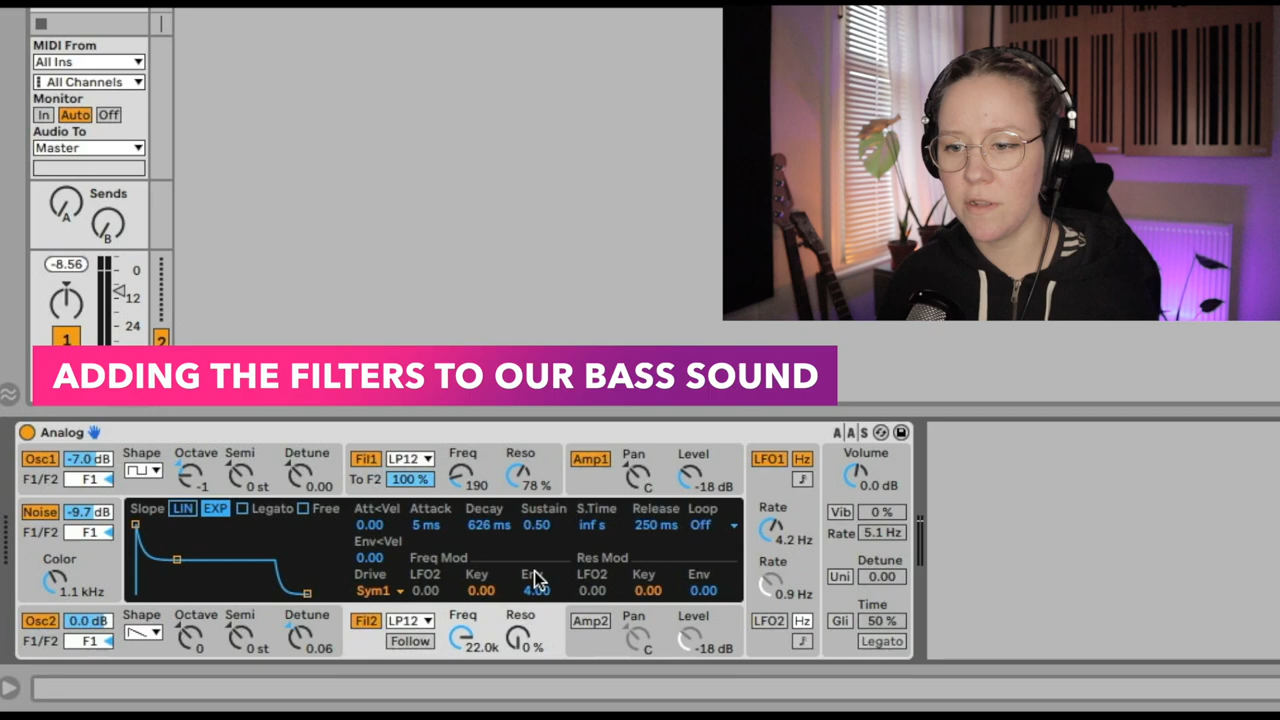 MIDI From
All Ins
All Channels
Monitor
In Auto Off
Audio To
Master
Sends
A
B
-8.56
0
12
24
1
2
ADDING THE FILTERS TO OUR BASS SOUND
Analog
A|A|S
Osc1 -7.0 dB Shape Octave Semi Detune Fil1 LP12 Freq Reso Amp1 Pan Level LFO1 Hz Volume
F1/F2 F1 -1 0 st 0.00 To F2 100 % 190 78 % C -18 dB 0.0 dB
Noise -9.7 dB Slope LIN EXP Legato Free Att<Vel Attack Decay Sustain S.Time Release Loop Rate Vib 0 %
F1/F2 F1 0.00 5 ms 626 ms 0.50 inf s 250 ms Off 4.2 Hz Rate 5.1 Hz
Env<Vel
Color 0.00 Freq Mod Res Mod Rate Detune
1.1 kHz Drive LFO2 Key LFO2 Key Env 0.9 Hz Uni 0.00
Sym1 0.00 0.00 0.00 0.00 0.00
Osc2 0.0 dB Shape Octave Semi Detune Fil2 LP12 Freq Reso Amp2 Pan Level LFO2 Hz Time
Gli 50 %
F1/F2 F1 0 0 st 0.06 Follow 22.0k 0 % C -18 dB Legato